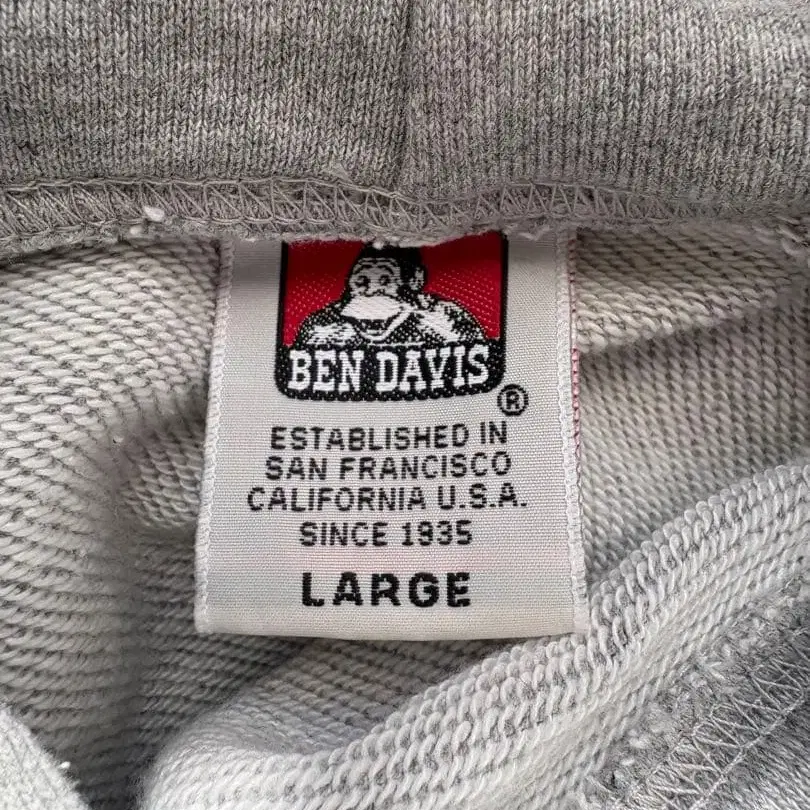 BEN DAVIS
®
ESTABLISHED IN
SAN FRANCISCO
CALIFORNIA U.S.A.
SINCE 1935
LARGE